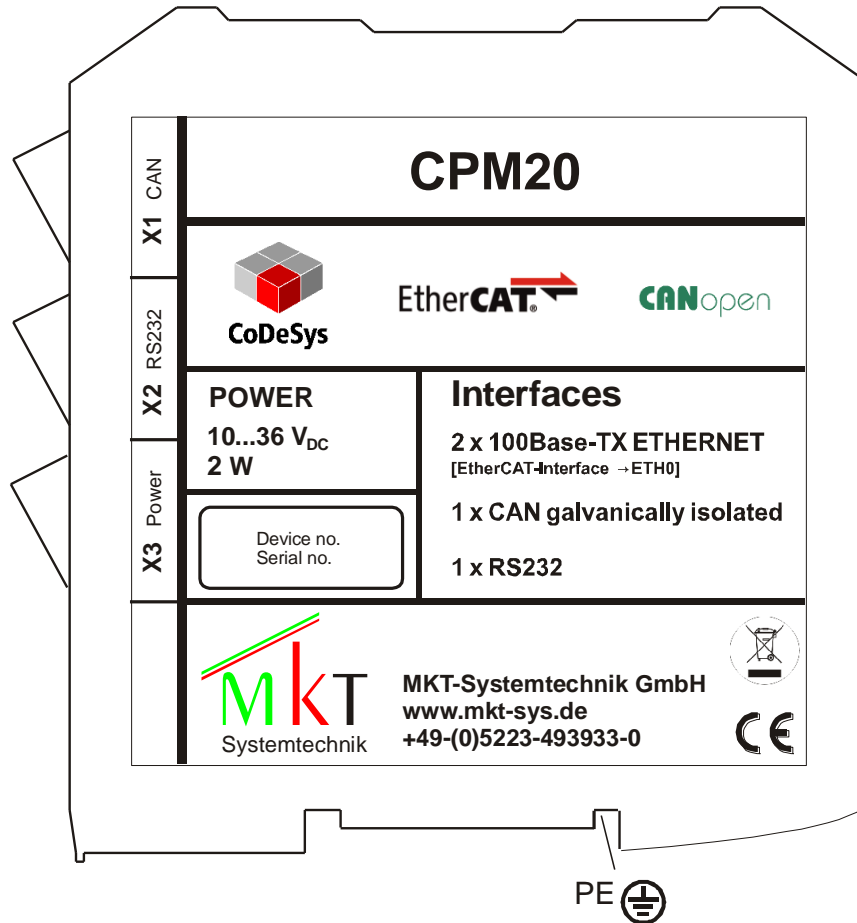 CPM20
X1 CAN
X2 RS232
X3 Power
CoDeSys
EtherCAT®
CANopen
POWER
10...36 VDC
2 W
Device no.
Serial no.
Interfaces
2 x 100Base-TX ETHERNET
[EtherCAT-Interface →ETH0]
1 x CAN galvanically isolated
1 x RS232
MKT
Systemtechnik
MKT-Systemtechnik GmbH
www.mkt-sys.de
+49-(0)5223-493933-0
CE
PE